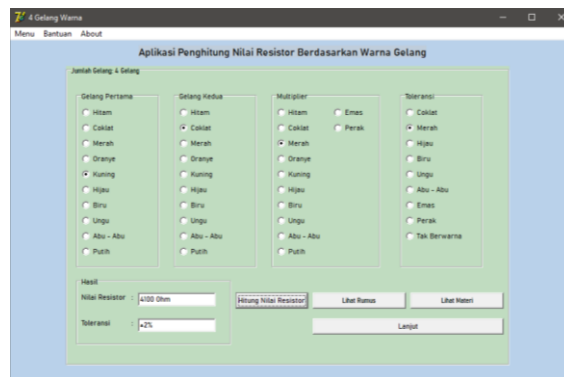 4 Gelang Warna
Menu Bantuan About
Aplikasi Penghitung Nilai Resistor Berdasarkan Warna Gelang
Jumlah Gelang: 4 Gelang
Gelang Pertama
Hitam
Coklat
Merah
Oranye
Kuning
Hijau
Biru
Ungu
Abu - Abu
Putih
Gelang Kedua
Hitam
Coklat
Merah
Oranye
Kuning
Hijau
Biru
Ungu
Abu - Abu
Putih
Multiplier
Hitam
Coklat
Merah
Oranye
Kuning
Hijau
Biru
Ungu
Abu - Abu
Putih
Emas
Perak
Toleransi
Coklat
Merah
Hijau
Biru
Ungu
Abu - Abu
Emas
Perak
Tak Berwarna
Hasil
Nilai Resistor : 4100 Ohm
Toleransi : ±2%
Hitung Nilai Resistor
Lihat Rumus
Lihat Materi
Lanjut